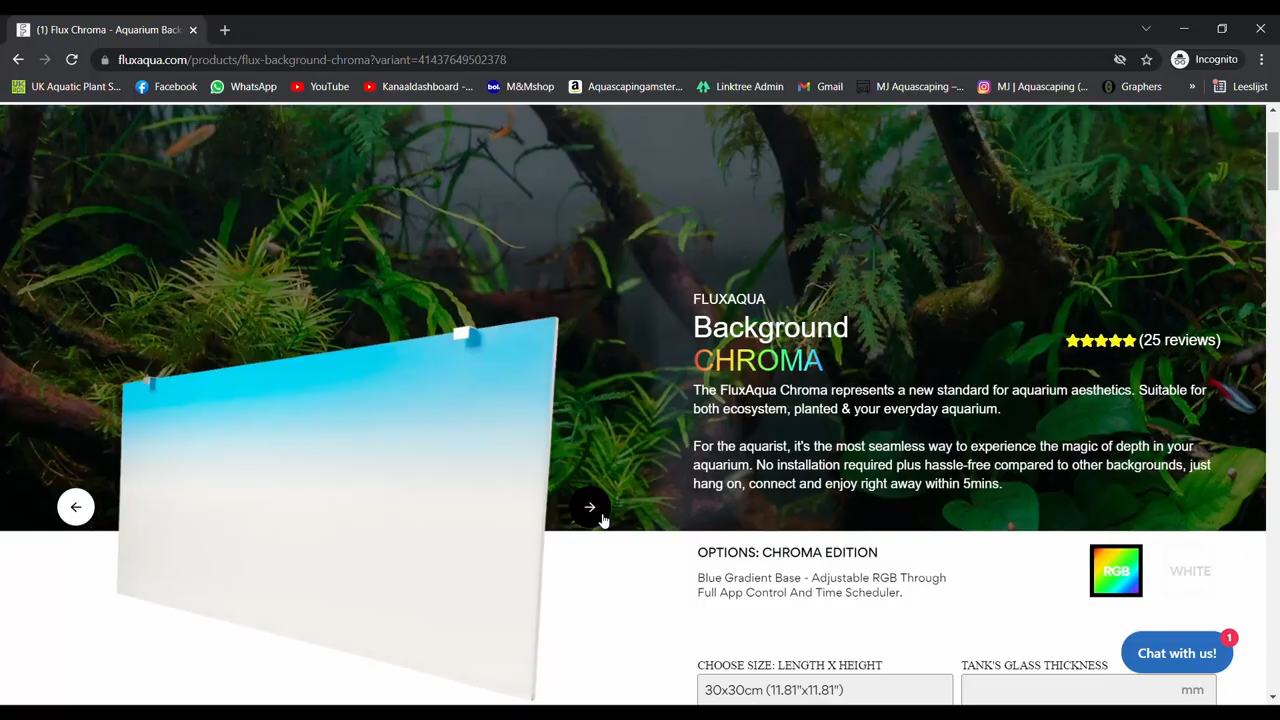 (1) Flux Chroma - Aquarium Bac
fluxaqua.com/products/flux-background-chroma?variant=41437649502378
Incognito
UK Aquatic Plant S...
Facebook
WhatsApp
YouTube
Kanaaldashboard -...
M&Mshop
Aquascapingamster...
Linktree Admin
Gmail
MJ Aquascaping –...
MJ | Aquascaping (...
Graphers
»
Leeslijst
FLUXAQUA
Background
CHROMA
(25 reviews)
The FluxAqua Chroma represents a new standard for aquarium aesthetics. Suitable for
both ecosystem, planted & your everyday aquarium.
For the aquarist, it's the most seamless way to experience the magic of depth in your
aquarium. No installation required plus hassle-free compared to other backgrounds, just
hang on, connect and enjoy right away within 5mins.
OPTIONS: CHROMA EDITION
Blue Gradient Base - Adjustable RGB Through
Full App Control And Time Scheduler.
RGB
WHITE
1
Chat with us!
CHOOSE SIZE: LENGTH X HEIGHT
TANK'S GLASS THICKNESS
30x30cm (11.81"x11.81")
mm